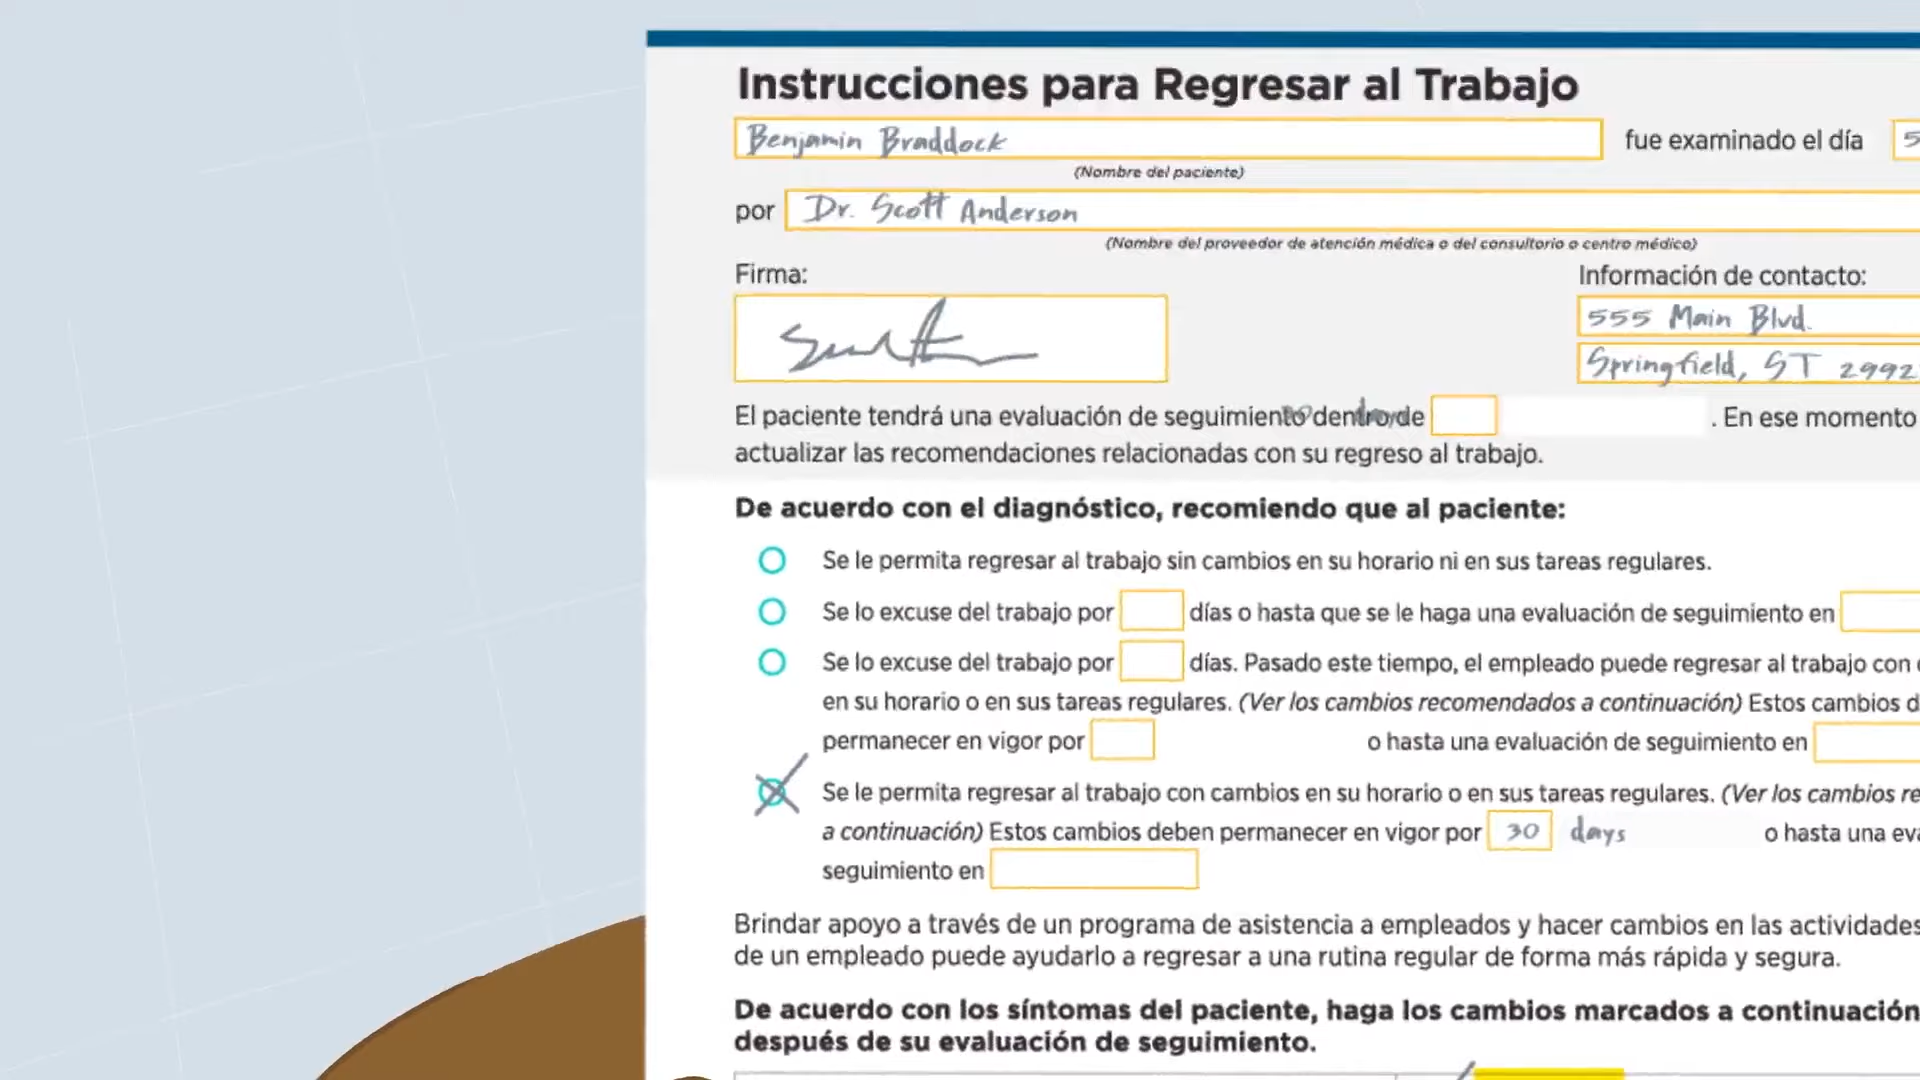 Instrucciones para Regresar al Trabajo
Benjamin Braddock fue examinado el día 5
(Nombre del paciente)
por Dr. Scott Anderson
(Nombre del proveedor de atención médica o del consultorio o centro médico)
Firma: Información de contacto:
555 Main Blvd.
Springfield, ST 2992
El paciente tendrá una evaluación de seguimiento dentro de . En ese momento
actualizar las recomendaciones relacionadas con su regreso al trabajo.
De acuerdo con el diagnóstico, recomiendo que al paciente:
Se le permita regresar al trabajo sin cambios en su horario ni en sus tareas regulares.
Se lo excuse del trabajo por días o hasta que se le haga una evaluación de seguimiento en
Se lo excuse del trabajo por días. Pasado este tiempo, el empleado puede regresar al trabajo con
en su horario o en sus tareas regulares. (Ver los cambios recomendados a continuación) Estos cambios d
permanecer en vigor por o hasta una evaluación de seguimiento en
Se le permita regresar al trabajo con cambios en su horario o en sus tareas regulares. (Ver los cambios re
a continuación) Estos cambios deben permanecer en vigor por 30 days o hasta una eva
seguimiento en
Brindar apoyo a través de un programa de asistencia a empleados y hacer cambios en las actividades
de un empleado puede ayudarlo a regresar a una rutina regular de forma más rápida y segura.
De acuerdo con los síntomas del paciente, haga los cambios marcados a continuación
después de su evaluación de seguimiento.